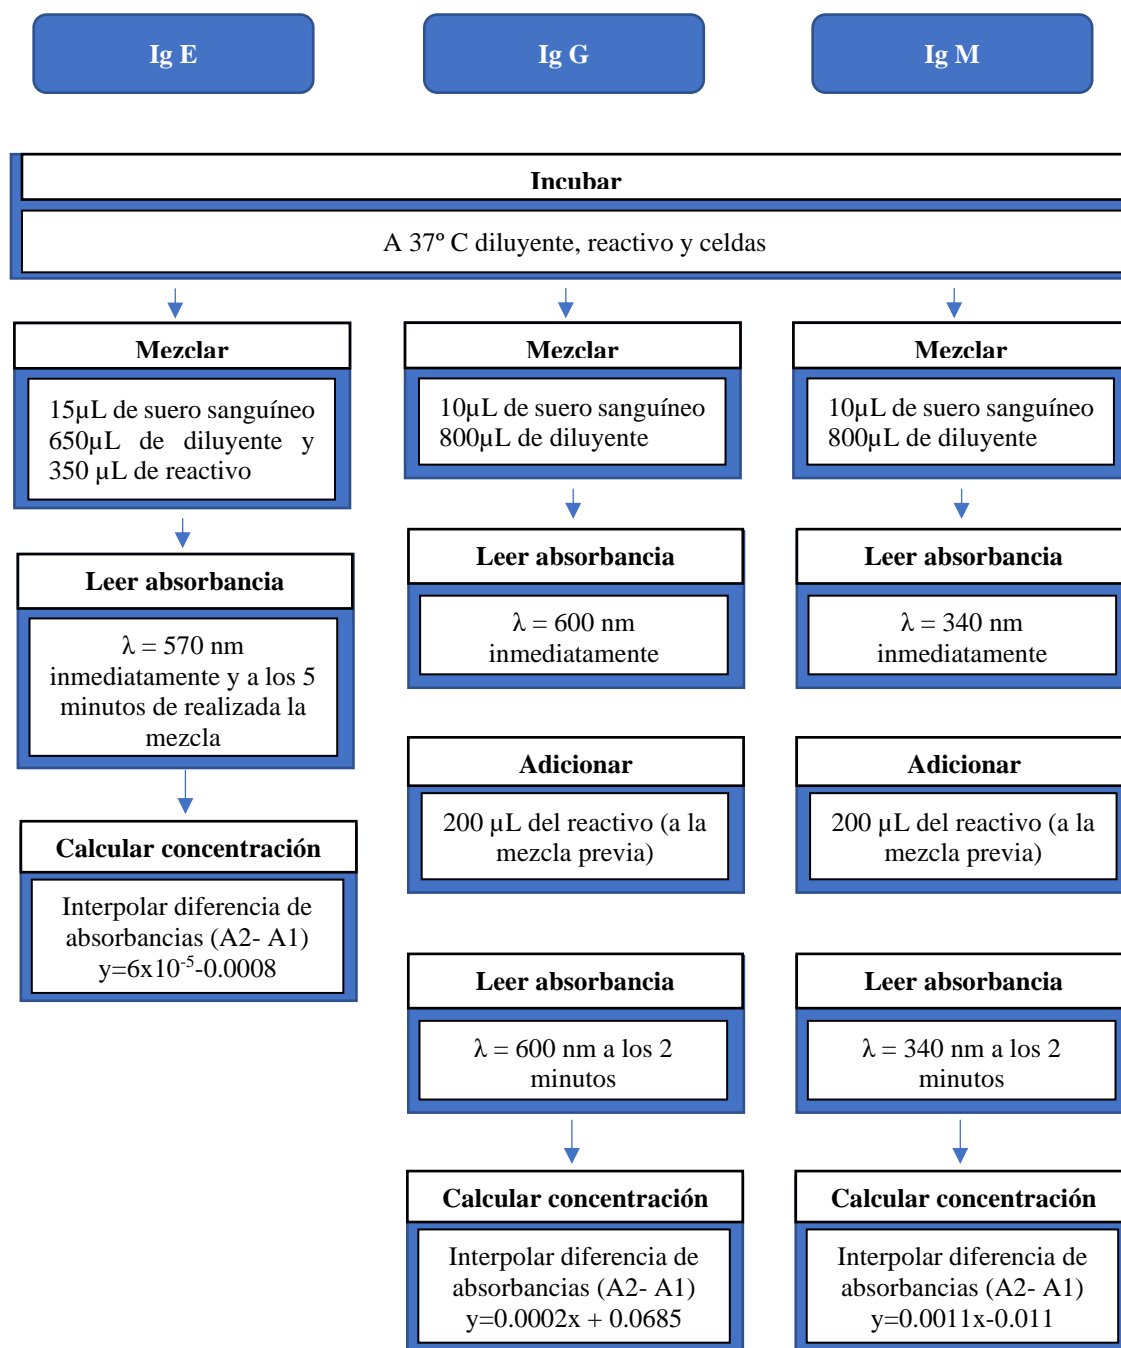 Ig E
Ig G
Ig M
Incubar
A 37º C diluyente, reactivo y celdas
Mezclar
15µL de suero sanguíneo
650µL de diluyente y
350 µL de reactivo
Leer absorbancia
λ = 570 nm
inmediatamente y a los 5
minutos de realizada la
mezcla
Calcular concentración
Interpolar diferencia de
absorbancias (A2- A1)
y=6x10⁻⁵-0.0008
Mezclar
10µL de suero sanguíneo
800µL de diluyente
Leer absorbancia
λ = 600 nm
inmediatamente
Adicionar
200 µL del reactivo (a la
mezcla previa)
Leer absorbancia
λ = 600 nm a los 2
minutos
Calcular concentración
Interpolar diferencia de
absorbancias (A2- A1)
y=0.0002x + 0.0685
Mezclar
10µL de suero sanguíneo
800µL de diluyente
Leer absorbancia
λ = 340 nm
inmediatamente
Adicionar
200 µL del reactivo (a la
mezcla previa)
Leer absorbancia
λ = 340 nm a los 2
minutos
Calcular concentración
Interpolar diferencia de
absorbancias (A2- A1)
y=0.0011x-0.011